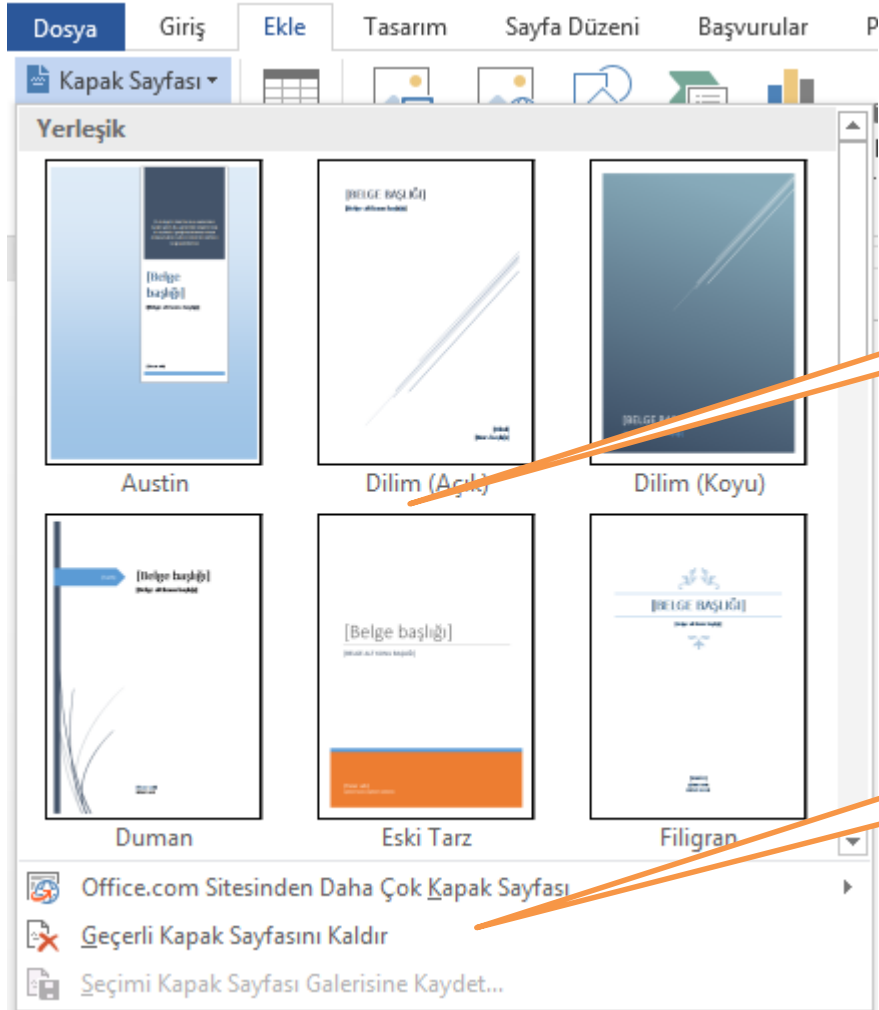 Dosya Giriş Ekle Tasarım Sayfa Düzeni Başvurular P
Kapak Sayfası
Yerleşik
[Belge
başlığı]
[BELGE BAŞLIĞI]
Austin Dilim (Açık) Dilim (Koyu)
[Belge başlığı]
[Belge başlığı]
[BELGE BAŞLIĞI]
Duman Eski Tarz Filigran
Office.com Sitesinden Daha Çok Kapak Sayfası
Geçerli Kapak Sayfasını Kaldır
Seçimi Kapak Sayfası Galerisine Kaydet...